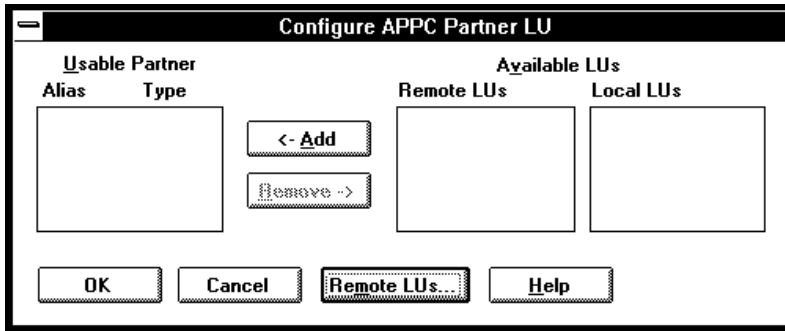 Configure APPC Partner LU
Usable Partner Available LUs
Alias Type Remote LUs Local LUs
<- Add
Remove ->
OK Cancel Remote LUs... Help